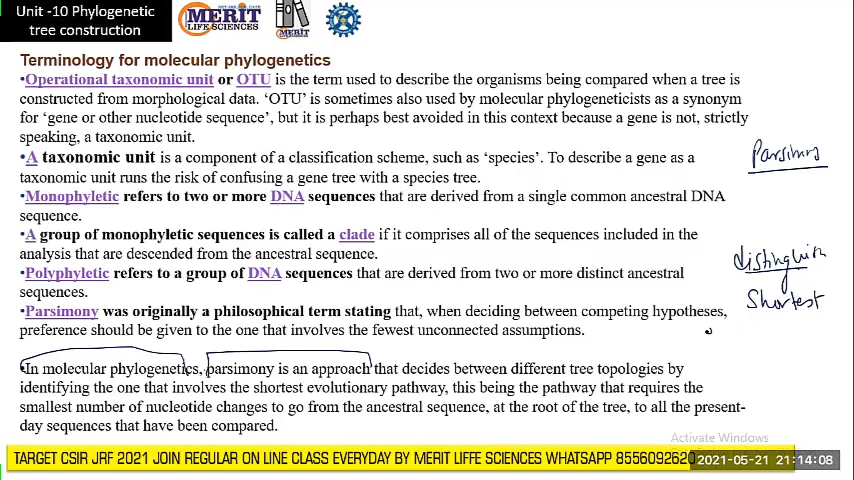 Unit -10 Phylogenetic
tree construction
MERIT
LIFE SCIENCES
MERIT
Terminology for molecular phylogenetics
•Operational taxonomic unit or OTU is the term used to describe the organisms being compared when a tree is
constructed from morphological data. ‘OTU’ is sometimes also used by molecular phylogeneticists as a synonym
for ‘gene or other nucleotide sequence’, but it is perhaps best avoided in this context because a gene is not, strictly
speaking, a taxonomic unit.
•A taxonomic unit is a component of a classification scheme, such as ‘species’. To describe a gene as a
taxonomic unit runs the risk of confusing a gene tree with a species tree.
Parsimony
•Monophyletic refers to two or more DNA sequences that are derived from a single common ancestral DNA
sequence.
•A group of monophyletic sequences is called a clade if it comprises all of the sequences included in the
analysis that are descended from the ancestral sequence.
distinguish
•Polyphyletic refers to a group of DNA sequences that are derived from two or more distinct ancestral
sequences.
Shortest
•Parsimony was originally a philosophical term stating that, when deciding between competing hypotheses,
preference should be given to the one that involves the fewest unconnected assumptions.
•In molecular phylogenetics, parsimony is an approach that decides between different tree topologies by
identifying the one that involves the shortest evolutionary pathway, this being the pathway that requires the
smallest number of nucleotide changes to go from the ancestral sequence, at the root of the tree, to all the present-
day sequences that have been compared.
Activate Windows
TARGET CSIR JRF 2021 JOIN REGULAR ON LINE CLASS EVERYDAY BY MERIT LIFFE SCIENCES WHATSAPP 8556092620
2021-05-21 21:14:08